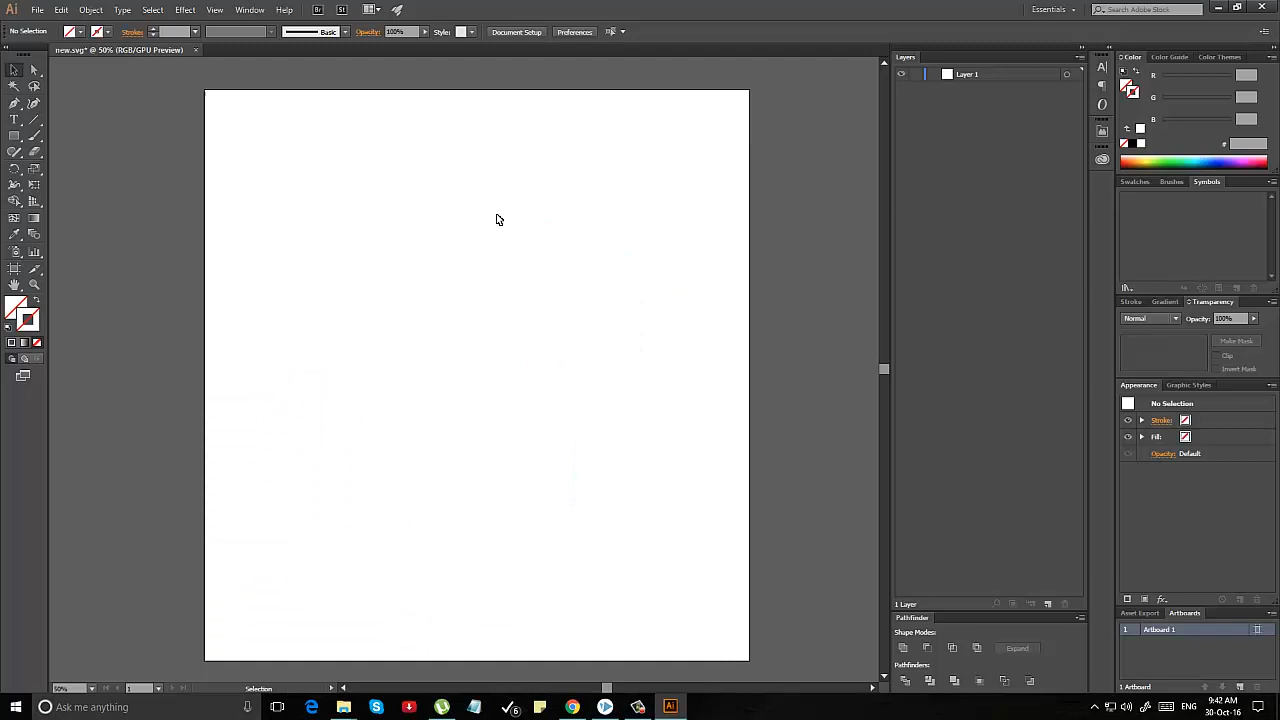 Ai File Edit Object Type Select Effect View Window Help Br St Essentials Search Adobe Stock
No Selection Stroke: Basic Opacity: 100% Style: Document Setup Preferences
new.svg* @ 50% (RGB/GPU Preview) ×
Layers
Layer 1
1 Layer
Pathfinder
Shape Modes:
Expand
Pathfinders:
Color Color Guide Color Themes
R
G
B
#
Swatches Brushes Symbols
Stroke Gradient Transparency
Normal Opacity: 100%
Make Mask
Clip
Invert Mask
Appearance Graphic Styles
No Selection
Stroke:
Fill:
Opacity: Default
fx
Asset Export Artboards
1 Artboard 1
1 Artboard
50% 1 Selection
Ask me anything
ENG 9:42 AM
30-Oct-16